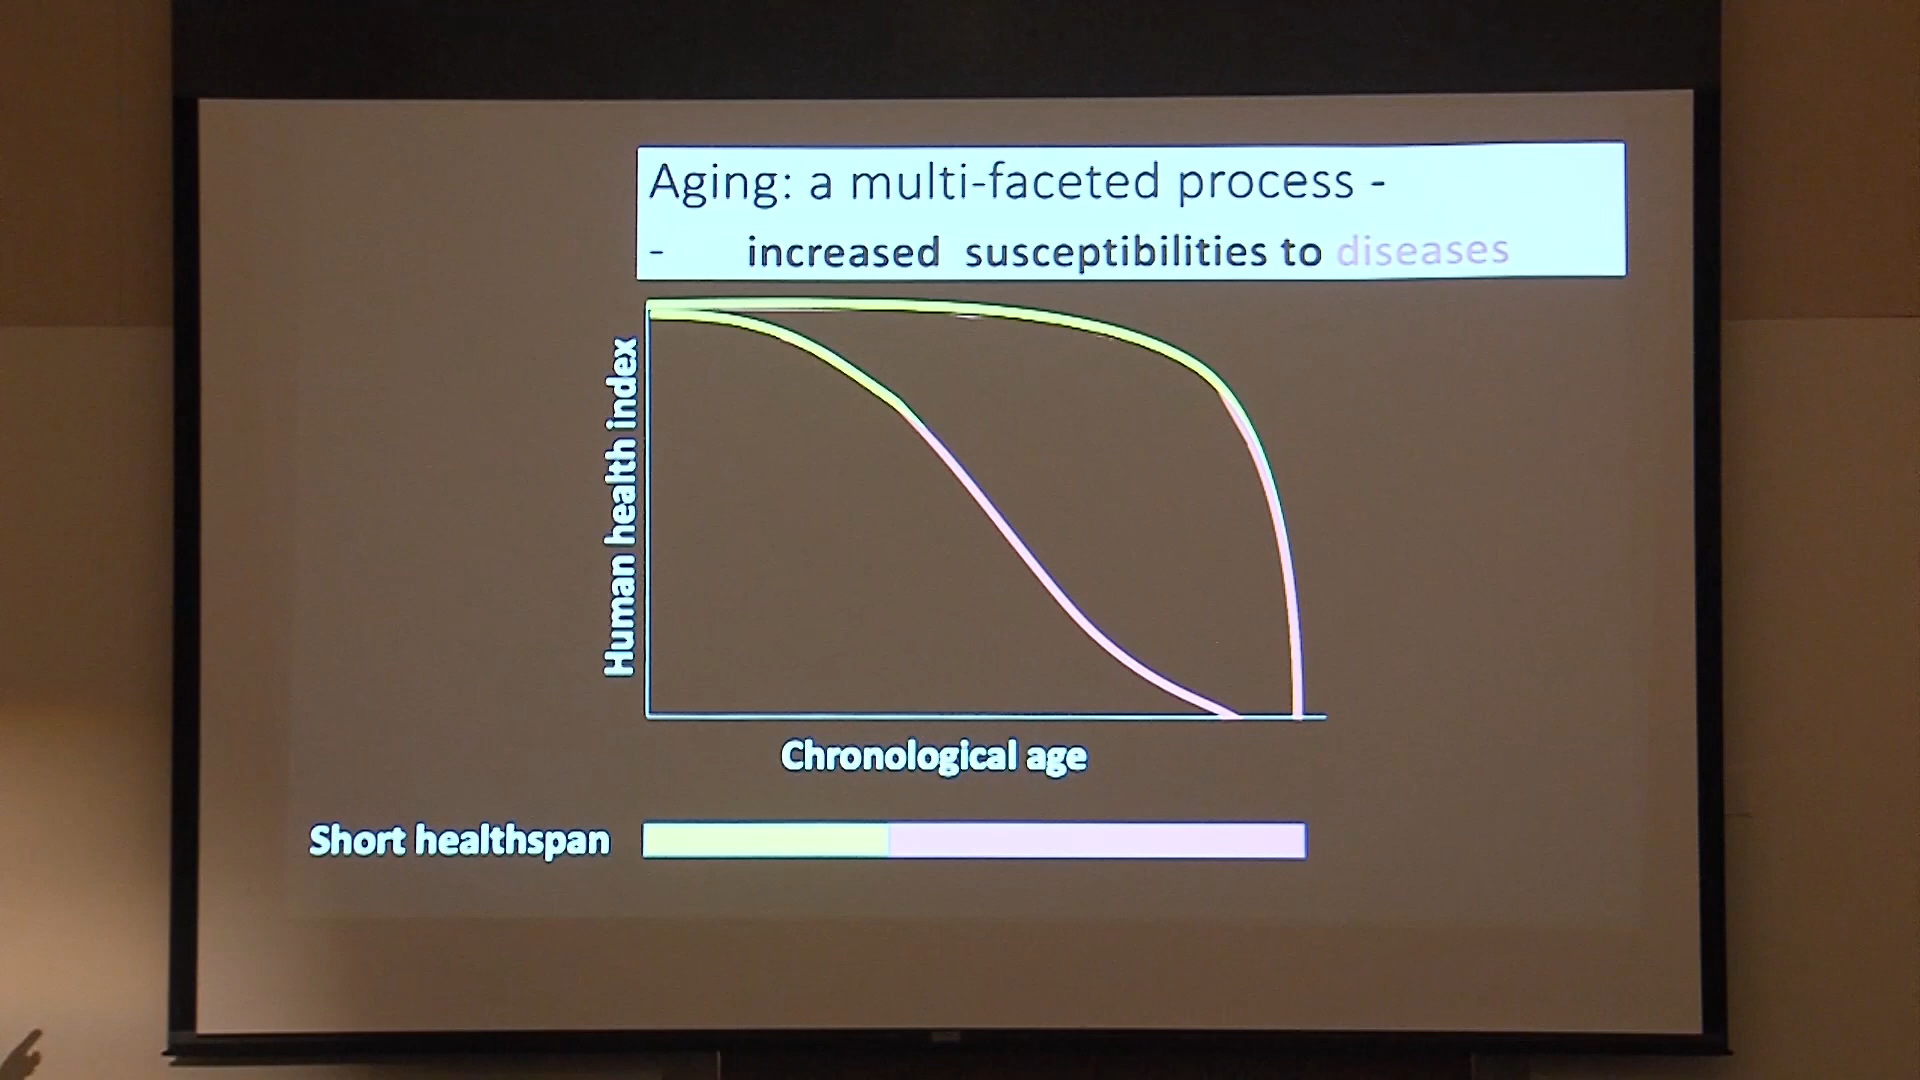 Aging: a multi-faceted process -
- increased susceptibilities to diseases
Human health index
Chronological age
Short healthspan